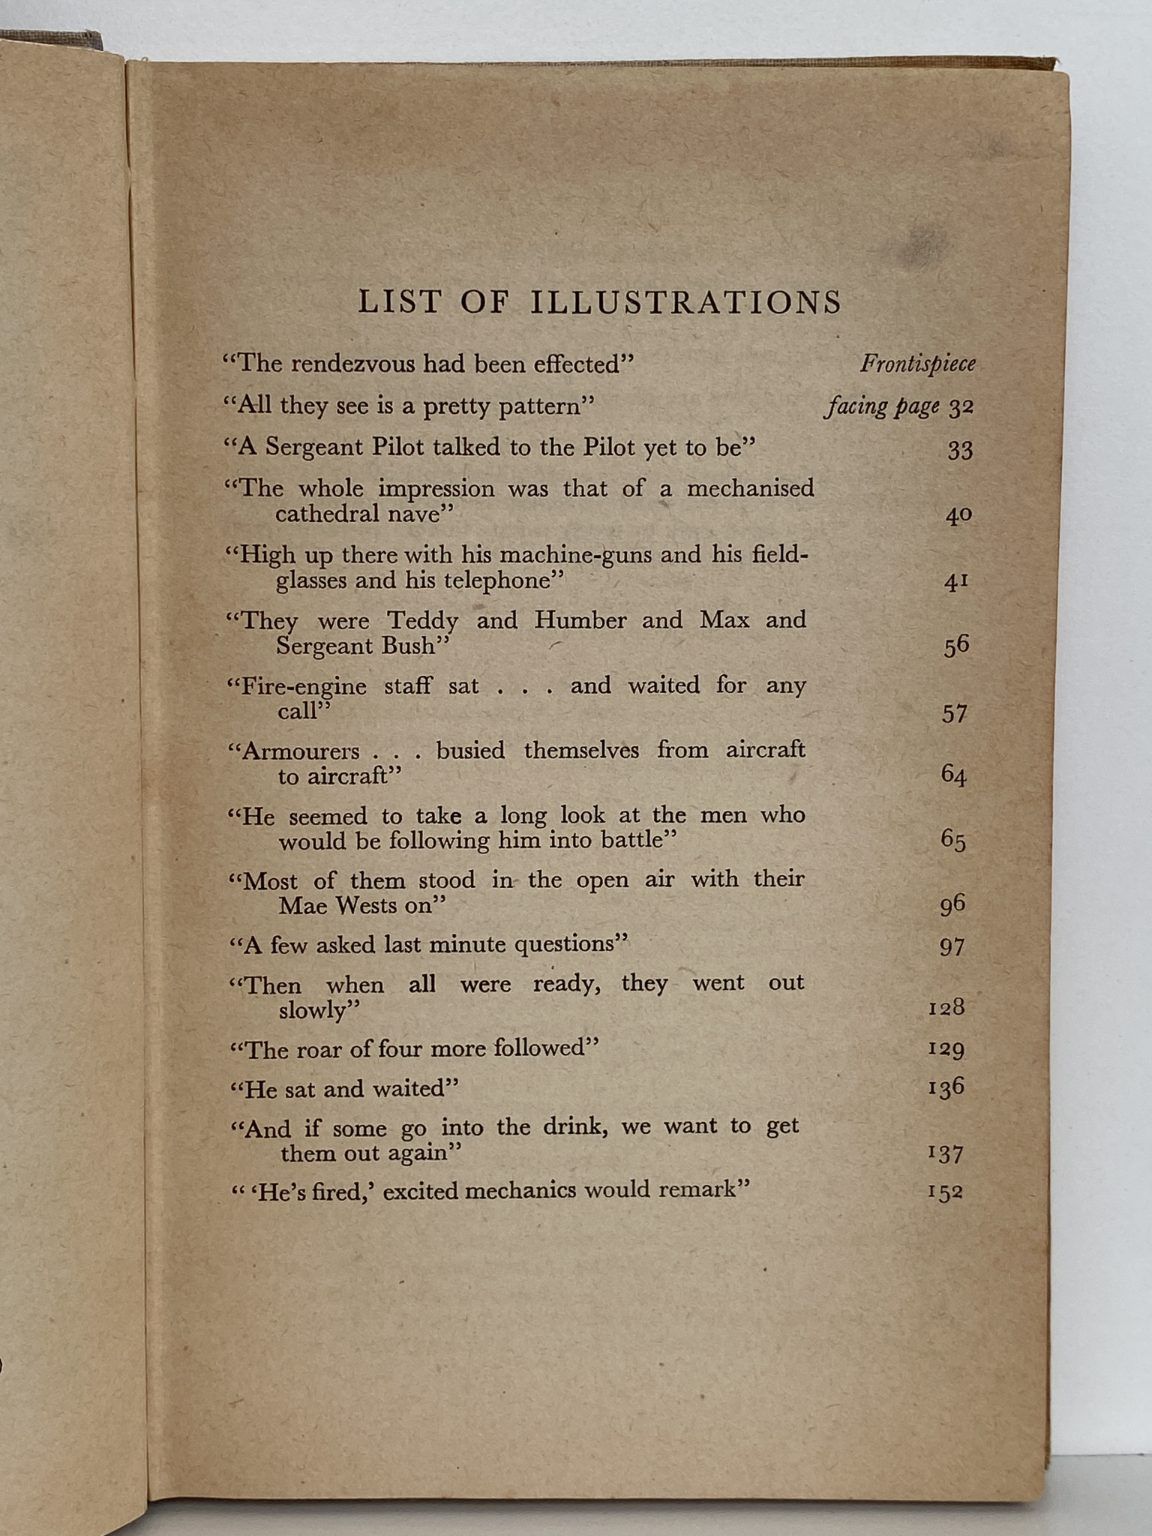 LIST OF ILLUSTRATIONS
“The rendezvous had been effected” Frontispiece
“All they see is a pretty pattern” facing page 32
“A Sergeant Pilot talked to the Pilot yet to be” 33
“The whole impression was that of a mechanised
cathedral nave” 40
“High up there with his machine-guns and his field-
glasses and his telephone” 41
“They were Teddy and Humber and Max and
Sergeant Bush” 56
“Fire-engine staff sat . . . and waited for any
call” 57
“Armourers . . . busied themselves from aircraft
to aircraft” 64
“He seemed to take a long look at the men who
would be following him into battle” 65
“Most of them stood in the open air with their
Mae Wests on” 96
“A few asked last minute questions” 97
“Then when all were ready, they went out
slowly” 128
“The roar of four more followed” 129
“He sat and waited” 136
“And if some go into the drink, we want to get
them out again” 137
“ ‘He’s fired,’ excited mechanics would remark” 152